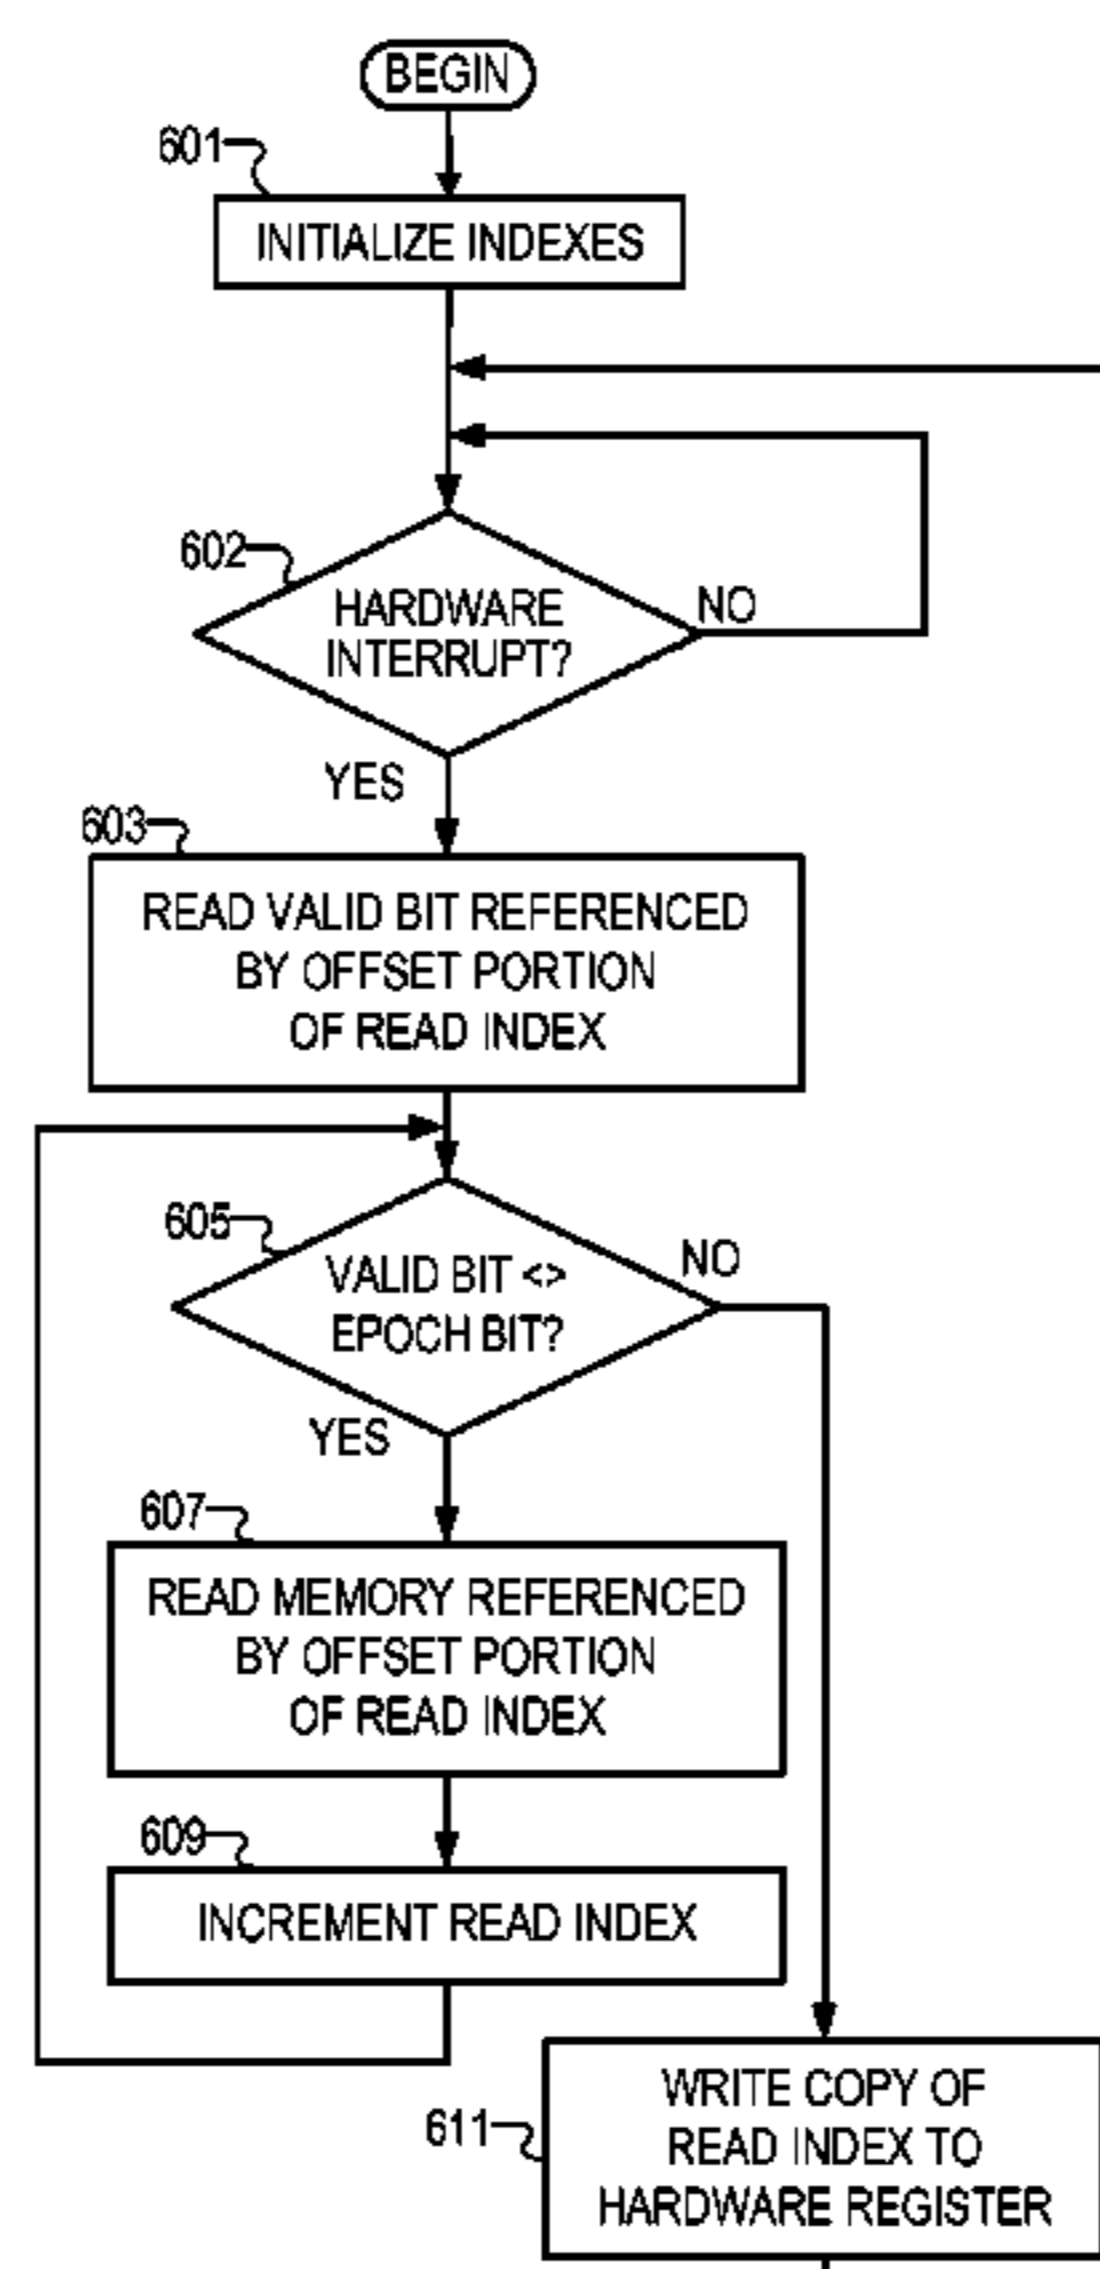 BEGIN
601
INITIALIZE INDEXES
602
HARDWARE
INTERRUPT?
NO
YES
603
READ VALID BIT REFERENCED
BY OFFSET PORTION
OF READ INDEX
605
VALID BIT <>
EPOCH BIT?
NO
YES
607
READ MEMORY REFERENCED
BY OFFSET PORTION
OF READ INDEX
609
INCREMENT READ INDEX
611
WRITE COPY OF
READ INDEX TO
HARDWARE REGISTER